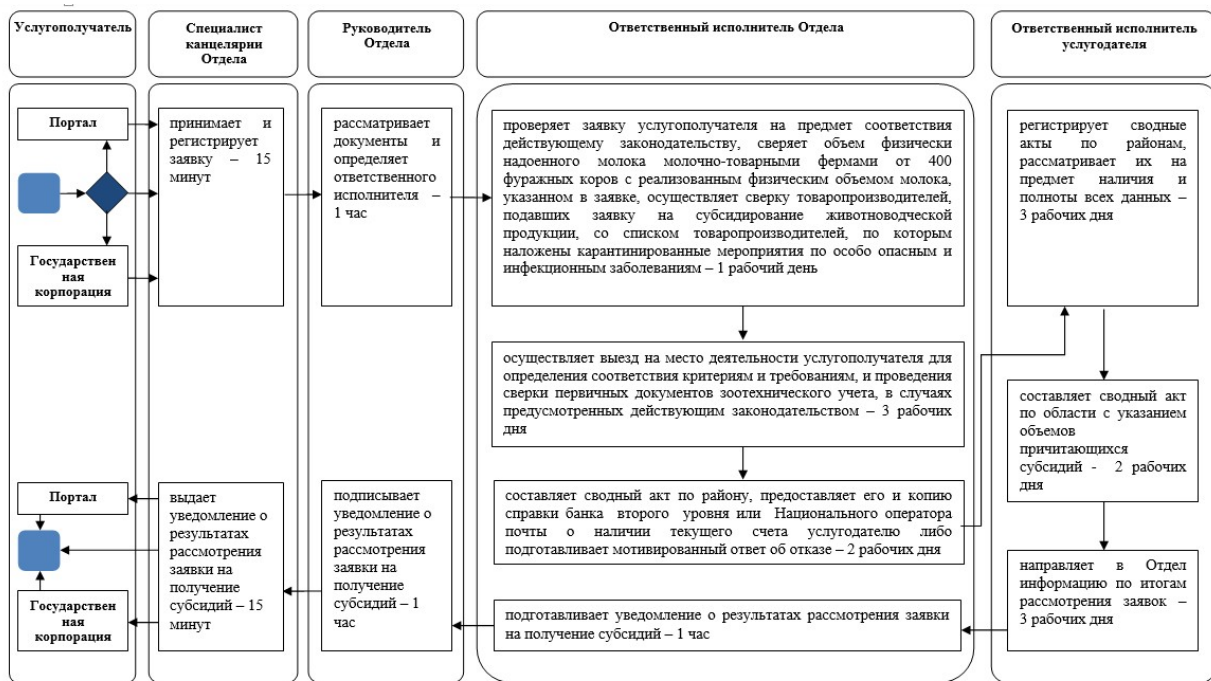 Услугополучатель
Специалист
канцелярии
Отдела
Руководитель
Отдела
Ответственный исполнитель Отдела
Ответственный исполнитель
услугодателя
Портал
Государствен
ная
корпорация
принимает и
регистрирует
заявку – 15
минут
рассматривает
документы и
определяет
ответственного
исполнителя –
1 час
проверяет заявку услугополучателя на предмет соответствия
действующему законодательству, сверяет объем физически
надоенного молока молочно-товарными фермами от 400
фуражных коров с реализованным физическим объемом молока,
указанном в заявке, осуществляет сверку товаропроизводителей,
подавших заявку на субсидирование животноводческой
продукции, со списком товаропроизводителей, по которым
наложены карантинированные мероприятия по особо опасным и
инфекционным заболеваниям – 1 рабочий день
регистрирует сводные
акты по районам,
рассматривает их на
предмет наличия и
полноты всех данных –
3 рабочих дня
осуществляет выезд на место деятельности услугополучателя для
определения соответствия критериям и требованиям, и проведения
сверки первичных документов зоотехнического учета, в случаях
предусмотренных действующим законодательством – 3 рабочих
дня
составляет сводный акт
по области с указанием
объемов
причитающихся
субсидий - 2 рабочих
дня
Портал
Государствен
ная
корпорация
выдает
уведомление о
результатах
рассмотрения
заявки на
получение
субсидий – 15
минут
подписывает
уведомление о
результатах
рассмотрения
заявки на
получение
субсидий – 1
час
составляет сводный акт по району, предоставляет его и копию
справки банка второго уровня или Национального оператора
почты о наличии текущего счета услугодателю либо
подготавливает мотивированный ответ об отказе – 2 рабочих дня
подготавливает уведомление о результатах рассмотрения заявки
на получение субсидий – 1 час
направляет в Отдел
информацию по итогам
рассмотрения заявок –
3 рабочих дня